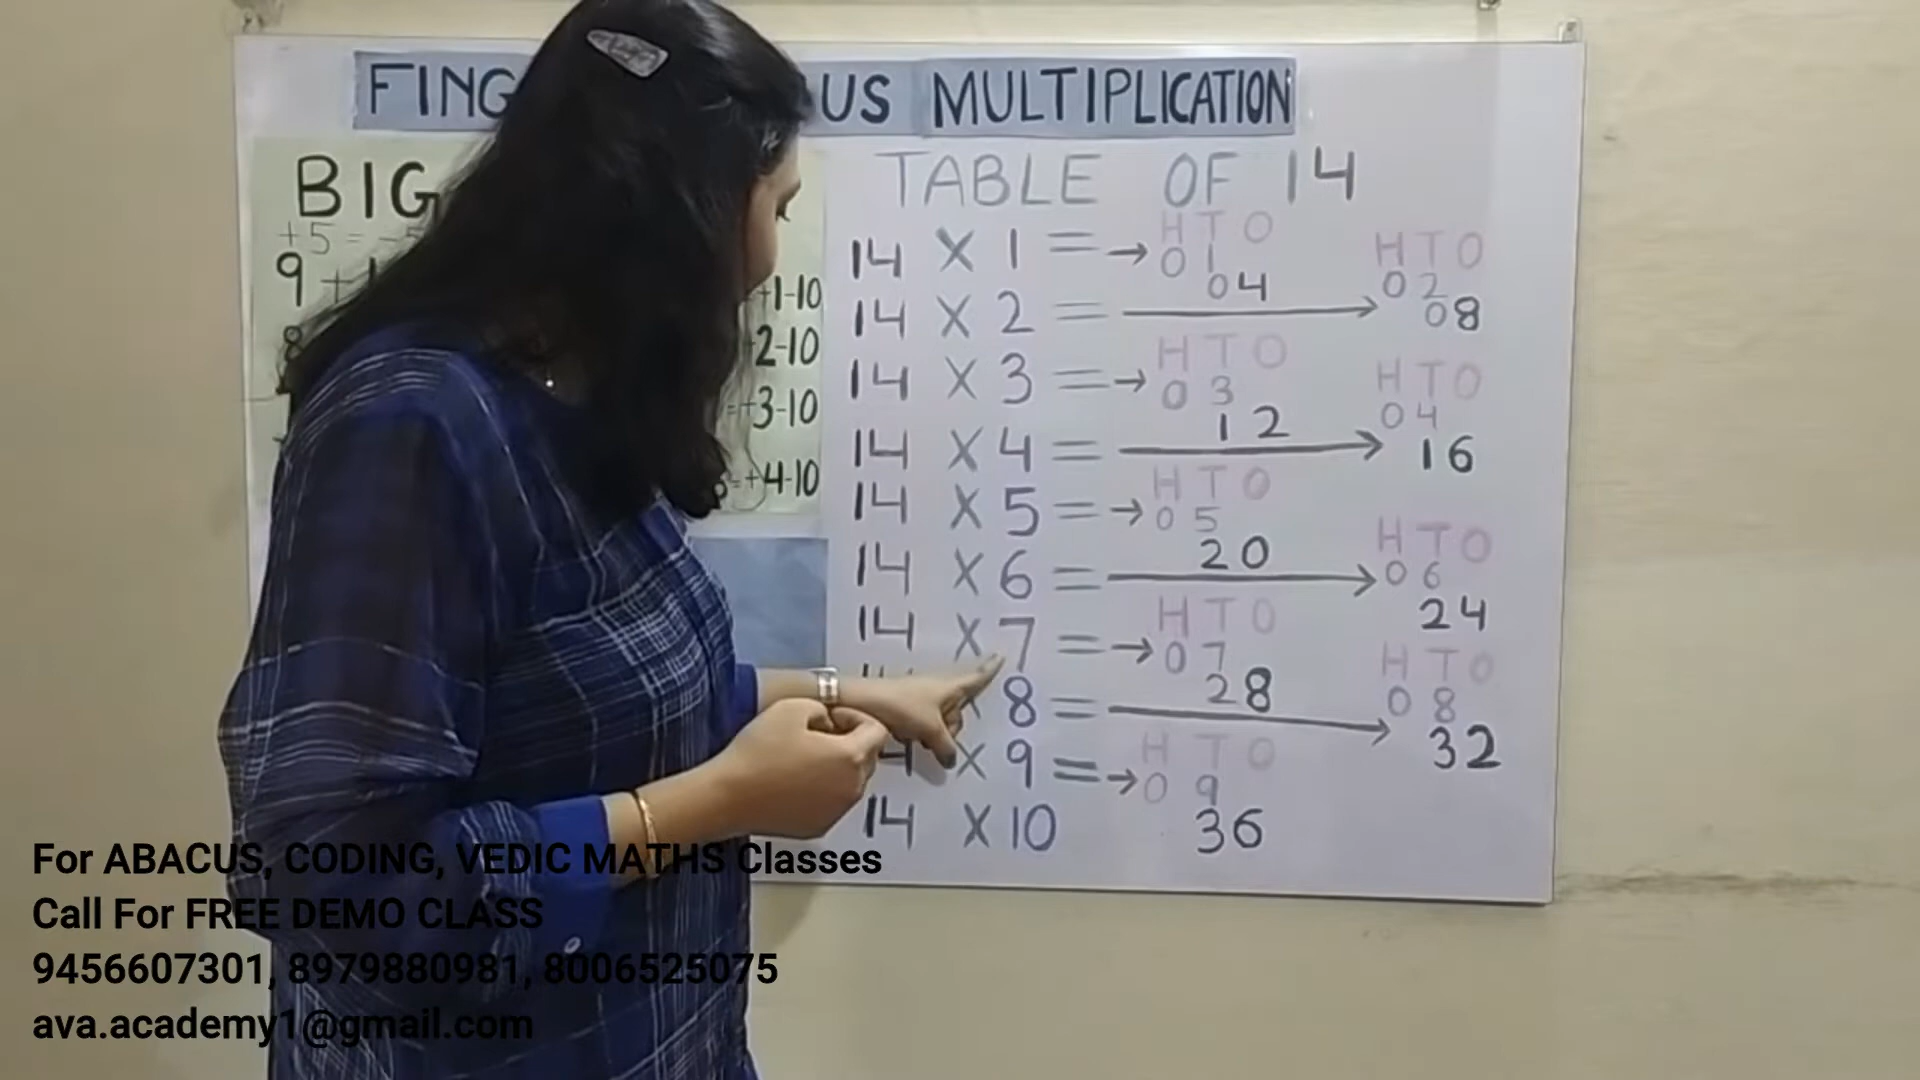 FING US MULTIPLICATION
BIG
+5 = -5
9 +
+1-10
8
+2-10
=+3-10
=+4-10
TABLE OF 14
14 X 1 = → H T O
0 1
04
14 X 2 = → H T O
0 2
08
14 X 3 = → H T O
0 3
12
14 X 4 = → H T O
0 4
16
14 X 5 = → H T O
0 5
20
14 X 6 = → H T O
0 6
24
14 X 7 = → H T O
0 7
28
X 8 = → H T O
0 8
32
4 X 9 = → H T O
0 9
36
14 X 10
For ABACUS, CODING, VEDIC MATHS Classes
Call For FREE DEMO CLASS
9456607301, 8979880981, 8006525075
ava.academy1@gmail.com